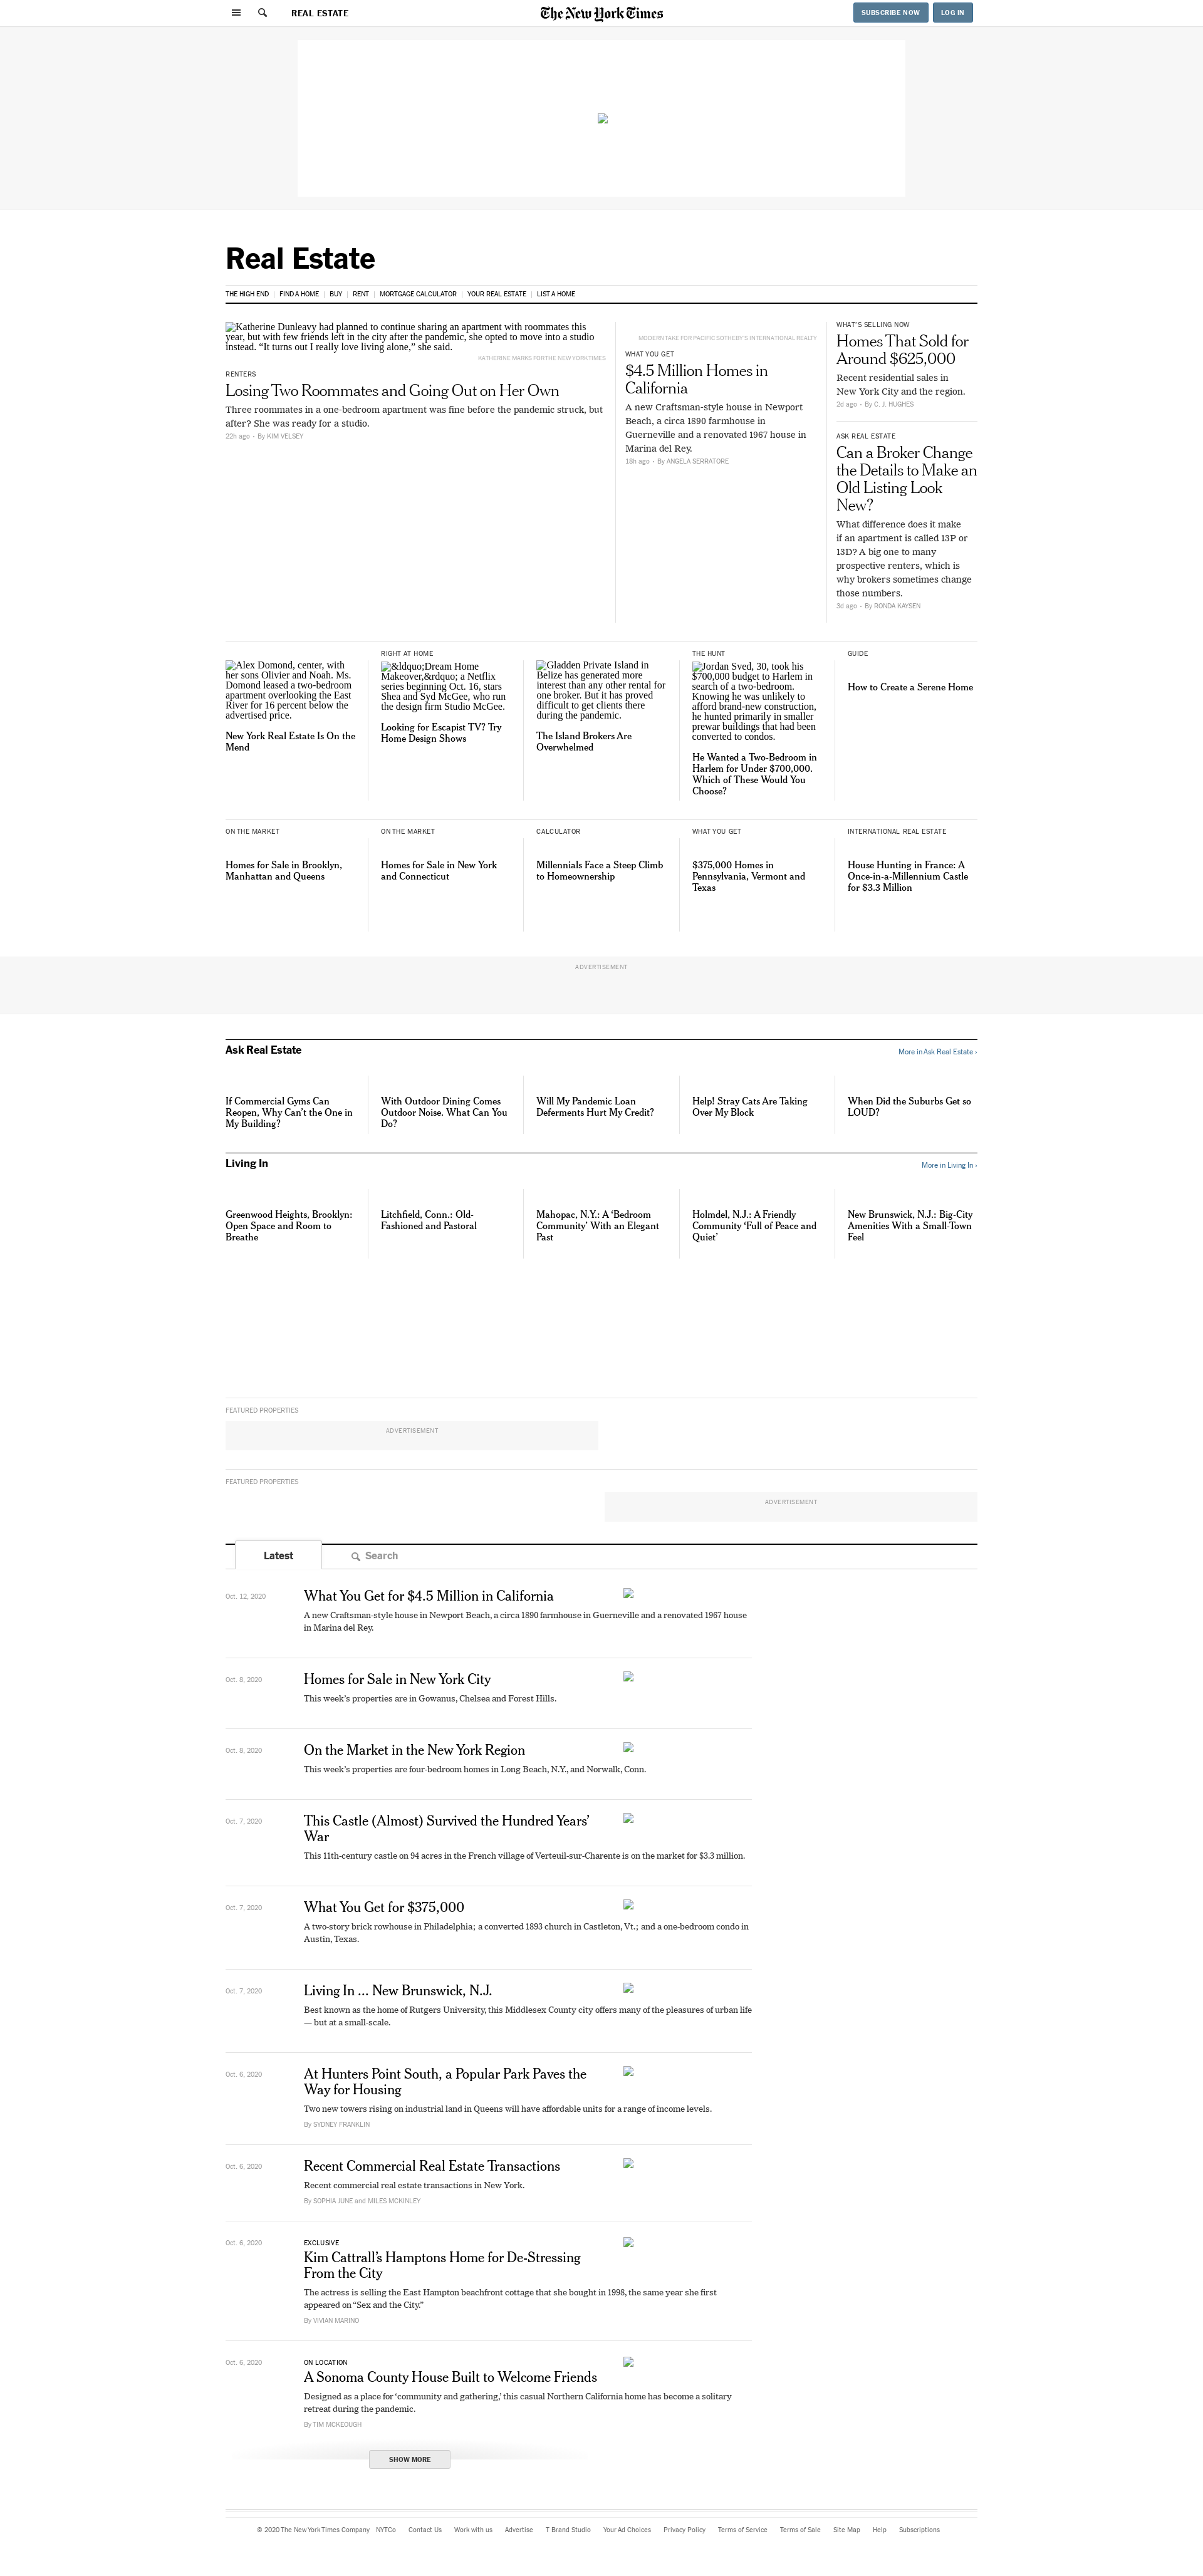 REAL ESTATE
The New York Times
SUBSCRIBE NOW
LOG IN
Real Estate
THE HIGH END | FIND A HOME | BUY | RENT | MORTGAGE CALCULATOR | YOUR REAL ESTATE | LIST A HOME
Katherine Dunleavy had planned to continue sharing an apartment with roommates this
year, but with few friends left in the city after the pandemic, she opted to move into a studio
instead. “It turns out I really love living alone,” she said.
KATHERINE MARKS FOR THE NEW YORK TIMES
RENTERS
Losing Two Roommates and Going Out on Her Own
Three roommates in a one-bedroom apartment was fine before the pandemic struck, but
after? She was ready for a studio.
22h ago • By KIM VELSEY
MODERN TAKE FOR PACIFIC SOTHEBY'S INTERNATIONAL REALTY
WHAT YOU GET
$4.5 Million Homes in
California
A new Craftsman-style house in Newport
Beach, a circa 1890 farmhouse in
Guerneville and a renovated 1967 house in
Marina del Rey.
18h ago • By ANGELA SERRATORE
WHAT'S SELLING NOW
Homes That Sold for
Around $625,000
Recent residential sales in
New York City and the region.
2d ago • By C. J. HUGHES
ASK REAL ESTATE
Can a Broker Change
the Details to Make an
Old Listing Look
New?
What difference does it make
if an apartment is called 13P or
13D? A big one to many
prospective renters, which is
why brokers sometimes change
those numbers.
3d ago • By RONDA KAYSEN
Alex Domond, center, with
her sons Olivier and Noah. Ms.
Domond leased a two-bedroom
apartment overlooking the East
River for 16 percent below the
advertised price.
New York Real Estate Is On the
Mend
RIGHT AT HOME
&ldquo;Dream Home
Makeover,&rdquo; a Netflix
series beginning Oct. 16, stars
Shea and Syd McGee, who run
the design firm Studio McGee.
Looking for Escapist TV? Try
Home Design Shows
Gladden Private Island in
Belize has generated more
interest than any other rental for
one broker. But it has proved
difficult to get clients there
during the pandemic.
The Island Brokers Are
Overwhelmed
THE HUNT
Jordan Sved, 30, took his
$700,000 budget to Harlem in
search of a two-bedroom.
Knowing he was unlikely to
afford brand-new construction,
he hunted primarily in smaller
prewar buildings that had been
converted to condos.
He Wanted a Two-Bedroom in
Harlem for Under $700,000.
Which of These Would You
Choose?
GUIDE
How to Create a Serene Home
ON THE MARKET
Homes for Sale in Brooklyn,
Manhattan and Queens
ON THE MARKET
Homes for Sale in New York
and Connecticut
CALCULATOR
Millennials Face a Steep Climb
to Homeownership
WHAT YOU GET
$375,000 Homes in
Pennsylvania, Vermont and
Texas
INTERNATIONAL REAL ESTATE
House Hunting in France: A
Once-in-a-Millennium Castle
for $3.3 Million
ADVERTISEMENT
Ask Real Estate
More in Ask Real Estate ›
If Commercial Gyms Can
Reopen, Why Can’t the One in
My Building?
With Outdoor Dining Comes
Outdoor Noise. What Can You
Do?
Will My Pandemic Loan
Deferments Hurt My Credit?
Help! Stray Cats Are Taking
Over My Block
When Did the Suburbs Get so
LOUD?
Living In
More in Living In ›
Greenwood Heights, Brooklyn:
Open Space and Room to
Breathe
Litchfield, Conn.: Old-
Fashioned and Pastoral
Mahopac, N.Y.: A ‘Bedroom
Community’ With an Elegant
Past
Holmdel, N.J.: A Friendly
Community ‘Full of Peace and
Quiet’
New Brunswick, N.J.: Big-City
Amenities With a Small-Town
Feel
FEATURED PROPERTIES
ADVERTISEMENT
FEATURED PROPERTIES
ADVERTISEMENT
Latest
Search
Oct. 12, 2020
What You Get for $4.5 Million in California
A new Craftsman-style house in Newport Beach, a circa 1890 farmhouse in Guerneville and a renovated 1967 house
in Marina del Rey.
Oct. 8, 2020
Homes for Sale in New York City
This week’s properties are in Gowanus, Chelsea and Forest Hills.
Oct. 8, 2020
On the Market in the New York Region
This week’s properties are four-bedroom homes in Long Beach, N.Y., and Norwalk, Conn.
Oct. 7, 2020
This Castle (Almost) Survived the Hundred Years’
War
This 11th-century castle on 94 acres in the French village of Verteuil-sur-Charente is on the market for $3.3 million.
Oct. 7, 2020
What You Get for $375,000
A two-story brick rowhouse in Philadelphia; a converted 1893 church in Castleton, Vt.; and a one-bedroom condo in
Austin, Texas.
Oct. 7, 2020
Living In ... New Brunswick, N.J.
Best known as the home of Rutgers University, this Middlesex County city offers many of the pleasures of urban life
— but at a small-scale.
Oct. 6, 2020
At Hunters Point South, a Popular Park Paves the
Way for Housing
Two new towers rising on industrial land in Queens will have affordable units for a range of income levels.
By SYDNEY FRANKLIN
Oct. 6, 2020
Recent Commercial Real Estate Transactions
Recent commercial real estate transactions in New York.
By SOPHIA JUNE and MILES MCKINLEY
Oct. 6, 2020
EXCLUSIVE
Kim Cattrall’s Hamptons Home for De-Stressing
From the City
The actress is selling the East Hampton beachfront cottage that she bought in 1998, the same year she first
appeared on “Sex and the City.”
By VIVIAN MARINO
Oct. 6, 2020
ON LOCATION
A Sonoma County House Built to Welcome Friends
Designed as a place for ‘community and gathering,’ this casual Northern California home has become a solitary
retreat during the pandemic.
By TIM MCKEOUGH
SHOW MORE
© 2020 The New York Times Company NYTCo Contact Us Work with us Advertise T Brand Studio Your Ad Choices Privacy Policy Terms of Service Terms of Sale Site Map Help Subscriptions